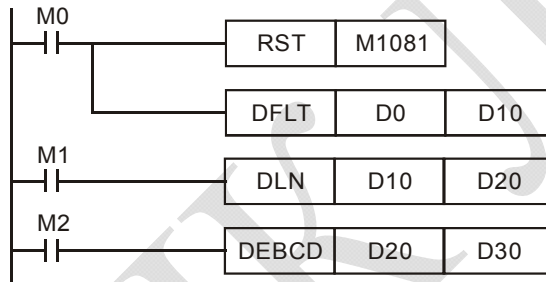 M0
RST M1081
DFLT D0 D10
M1
DLN D10 D20
M2
DEBCD D20 D30